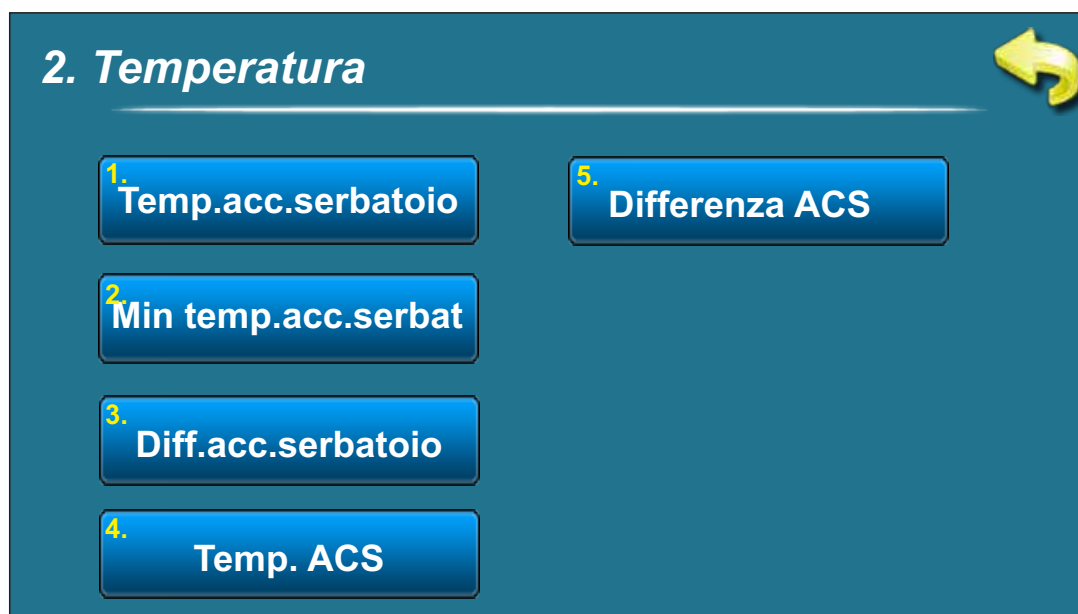 2. Temperatura
1.
Temp.acc.serbatoio
2.
Min temp.acc.serbat
3.
Diff.acc.serbatoio
4.
Temp. ACS
5.
Differenza ACS